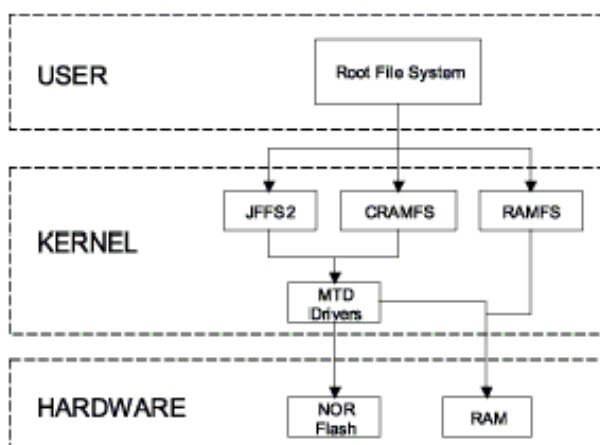 USER
Root File System
JFFS2
CRAMFS
RAMFS
KERNEL
MTD
Drivers
HARDWARE
NOR
Flash
RAM